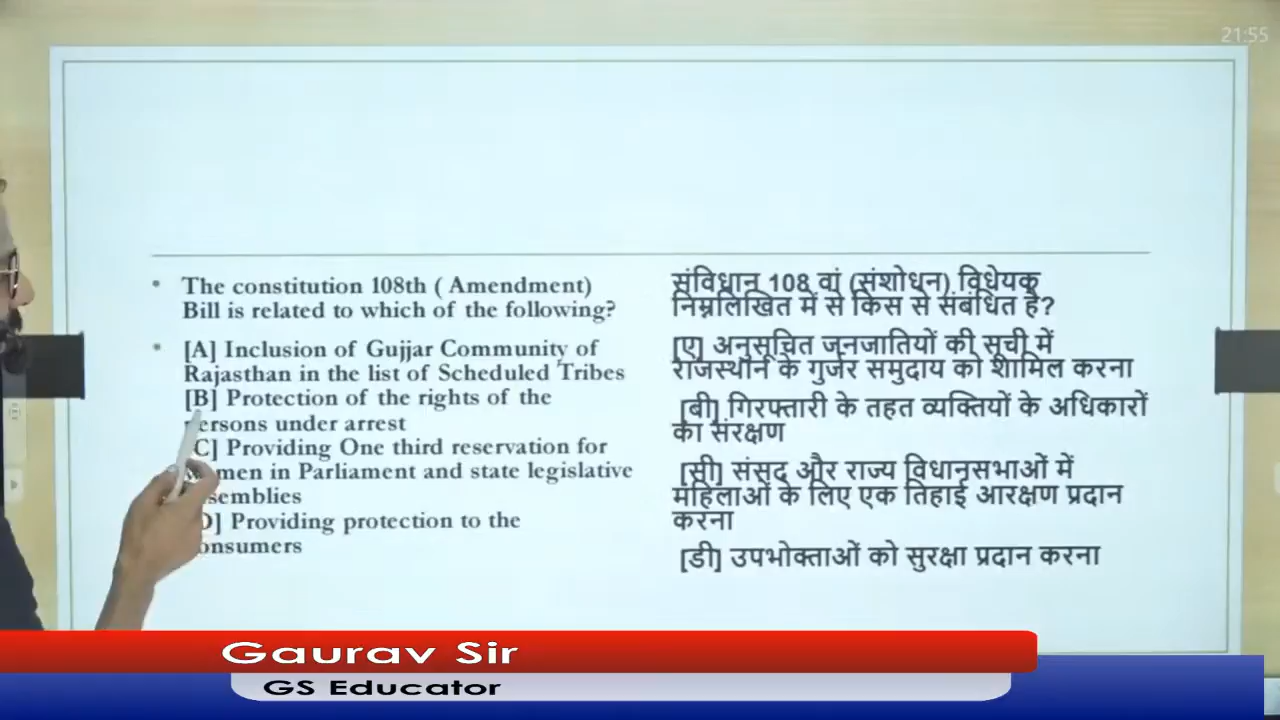 21:55
The constitution 108th ( Amendment)
Bill is related to which of the following?
[A] Inclusion of Gujjar Community of
Rajasthan in the list of Scheduled Tribes
[B] Protection of the rights of the
ersons under arrest
C] Providing One third reservation for
men in Parliament and state legislative
semblies
D] Providing protection to the
onsumers
संविधान 108 वां (संशोधन) विधेयक
निम्नलिखित में से किस से संबंधित है?
[ए] अनुसूचित जनजातियों की सूची में
राजस्थान के गुर्जर समुदाय को शामिल करना
[बी] गिरफ्तारी के तहत व्यक्तियों के अधिकारों
का संरक्षण
[सी] संसद और राज्य विधानसभाओं में
महिलाओं के लिए एक तिहाई आरक्षण प्रदान
करना
[डी] उपभोक्ताओं को सुरक्षा प्रदान करना
Gaurav Sir
GS Educator